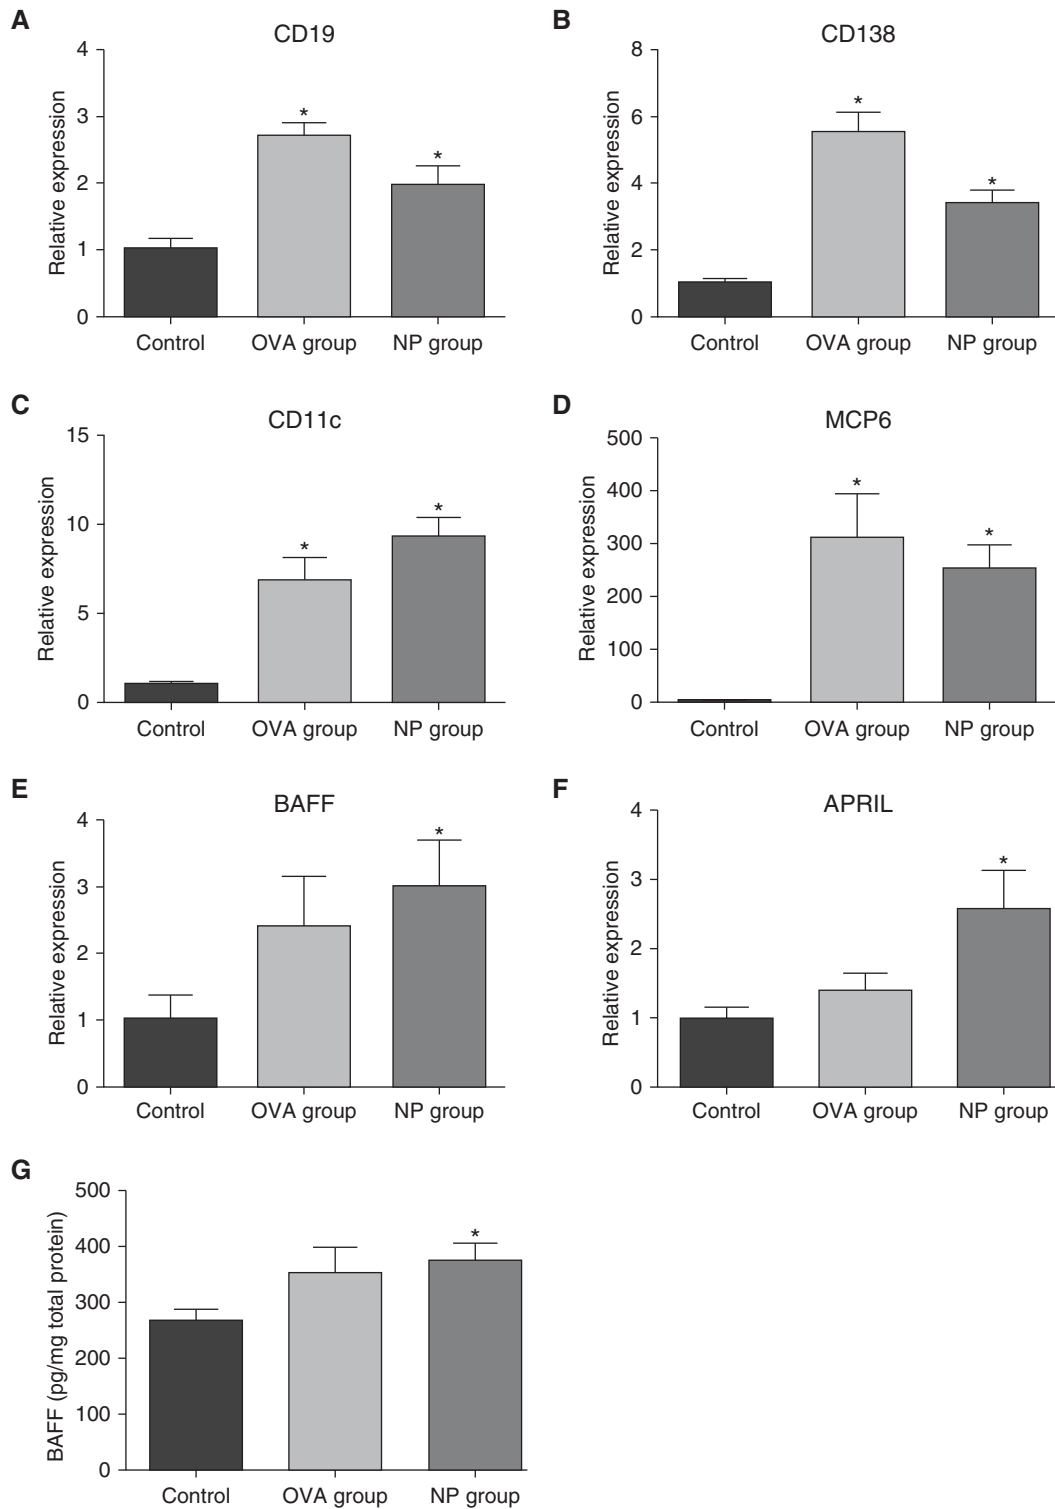 A
CD19
Relative expression
4
3
2
1
0
*
*
Control
OVA group
NP group
B
CD138
Relative expression
8
6
4
2
0
*
*
Control
OVA group
NP group
C
CD11c
Relative expression
15
10
5
0
*
*
Control
OVA group
NP group
D
MCP6
Relative expression
500
400
300
200
100
0
*
*
Control
OVA group
NP group
E
BAFF
Relative expression
4
3
2
1
0
*
Control
OVA group
NP group
F
APRIL
Relative expression
4
3
2
1
0
*
Control
OVA group
NP group
G
BAFF (pg/mg total protein)
500
400
300
200
100
0
*
Control
OVA group
NP group